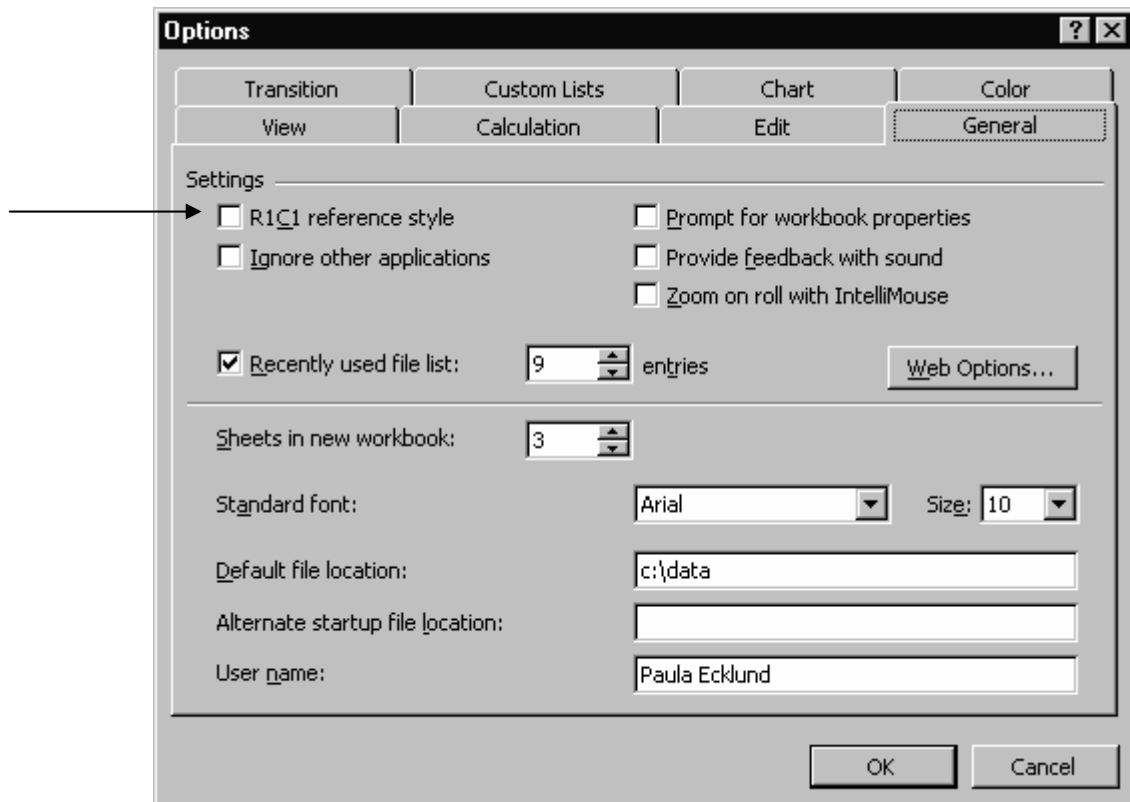 Options
Transition Custom Lists Chart Color
View Calculation Edit General
Settings
R1C1 reference style Prompt for workbook properties
Ignore other applications Provide feedback with sound
Zoom on roll with IntelliMouse
Recently used file list: 9 entries Web Options...
Sheets in new workbook: 3
Standard font: Arial Size: 10
Default file location: c:\data
Alternate startup file location:
User name: Paula Ecklund
OK Cancel